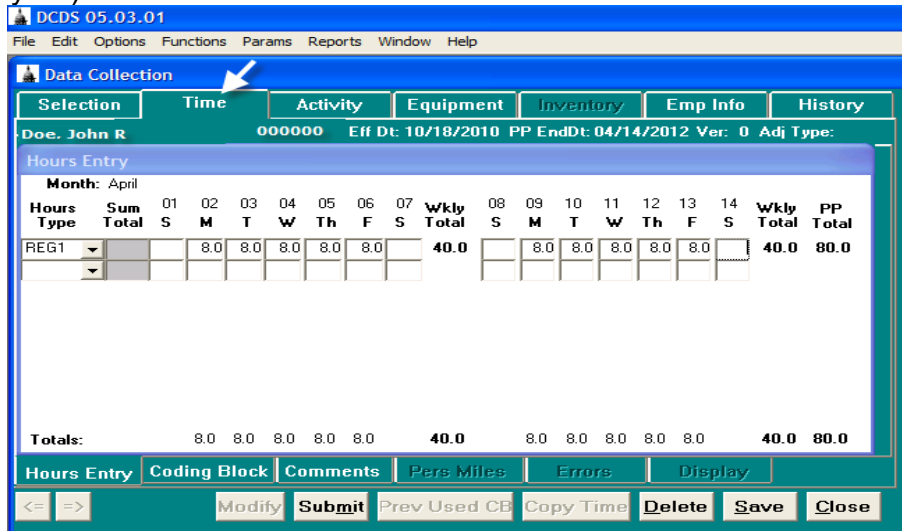 DCDS 05.03.01
File Edit Options Functions Params Reports Window Help
Data Collection
Selection Time Activity Equipment Inventory Emp Info History
Doe. John R 000000 Eff Dt: 10/18/2010 PP EndDt: 04/14/2012 Ver: 0 Adj Type:
Hours Entry
Month: April
Hours Sum 01 02 03 04 05 06 07 Wkly 08 09 10 11 12 13 14 Wkly PP
Type Total S M T W Th F S Total S M T W Th F S Total Total
REG1 8.0 8.0 8.0 8.0 8.0 40.0 8.0 8.0 8.0 8.0 8.0 40.0 80.0
Totals: 8.0 8.0 8.0 8.0 8.0 40.0 8.0 8.0 8.0 8.0 8.0 40.0 80.0
Hours Entry Coding Block Comments Pers Miles Errors Display
<= => Modify Submit Prev Used CB Copy Time Delete Save Close